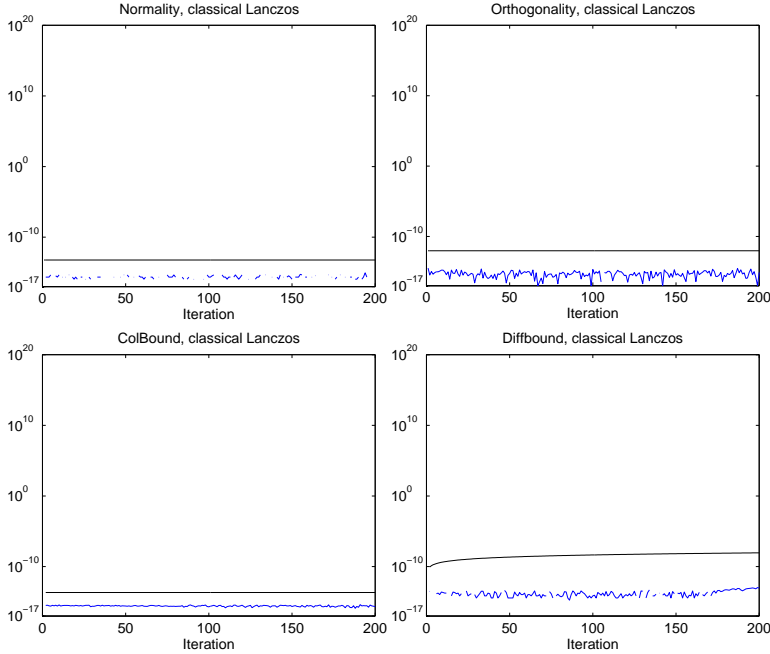 Normality, classical Lanczos
10^20
10^10
10^0
10^-10
10^-17
0 50 100 150 200
Iteration
Orthogonality, classical Lanczos
10^20
10^10
10^0
10^-10
10^-17
0 50 100 150 200
Iteration
ColBound, classical Lanczos
10^20
10^10
10^0
10^-10
10^-17
0 50 100 150 200
Iteration
Diffbound, classical Lanczos
10^20
10^10
10^0
10^-10
10^-17
0 50 100 150 200
Iteration